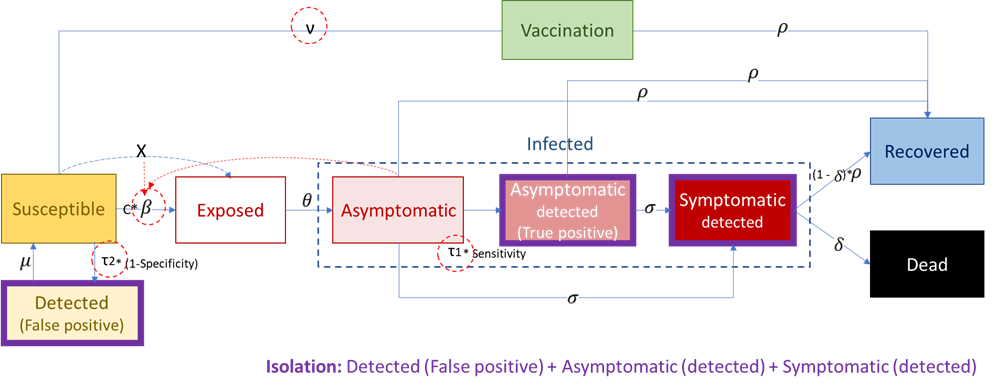 ν
Vaccination
ρ
ρ
ρ
X
Infected
Recovered
(1 - δ)*ρ
Susceptible
C* β
Exposed
θ
Asymptomatic
Asymptomatic
detected
(True positive)
σ
Symptomatic
detected
δ
μ
τ2* (1-Specificity)
τ1* Sensitivity
Dead
Detected
(False positive)
σ
Isolation: Detected (False positive) + Asymptomatic (detected) + Symptomatic (detected)